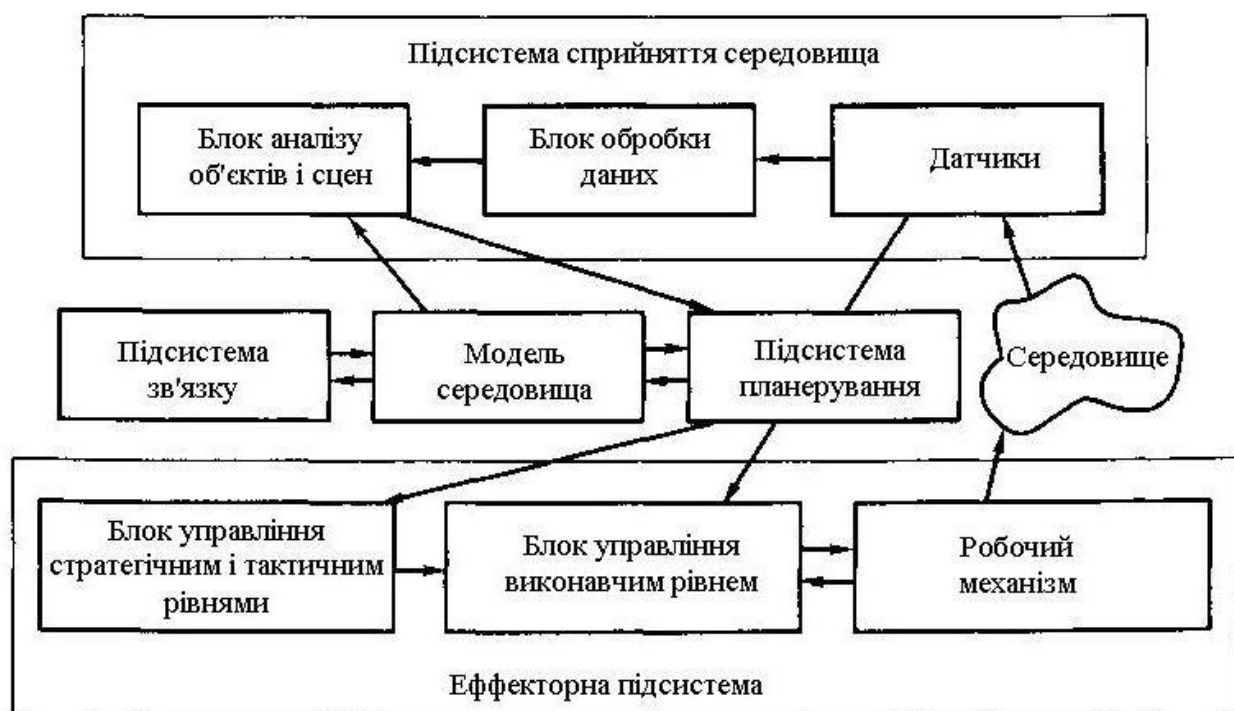 Підсистема сприйняття середовища
Блок аналізу
об'єктів і сцен
Блок обробки
даних
Датчики
Підсистема
зв'язку
Модель
середовища
Підсистема
планерування
Середовище
Блок управління
стратегічним і тактичним
рівнями
Блок управління
виконавчим рівнем
Робочий
механізм
Еффекторна підсистема